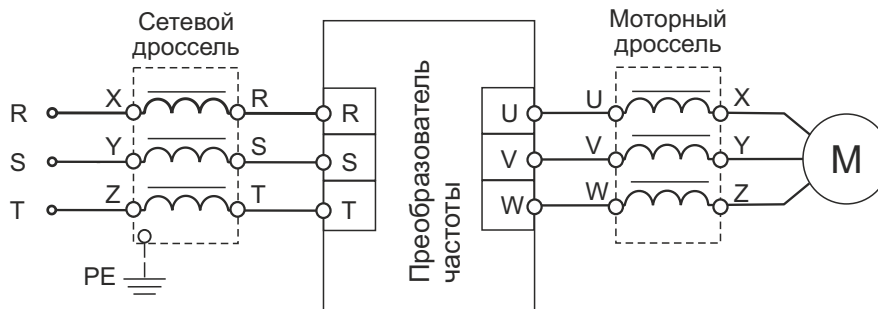 Сетевой
дроссель
Моторный
дроссель
Преобразователь
частоты
R X R R U U X
S Y S S V V Y M
T Z T T W W Z
PE